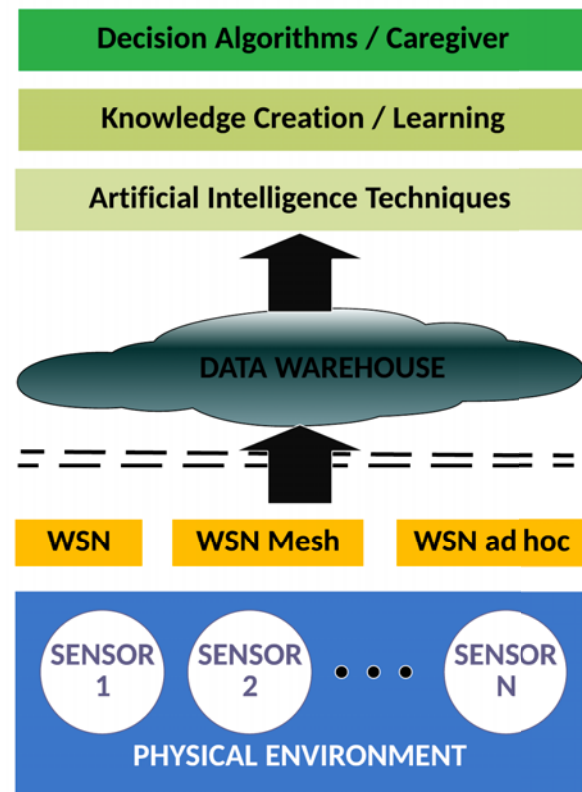 Decision Algorithms / Caregiver
Knowledge Creation / Learning
Artificial Intelligence Techniques
DATA WAREHOUSE
WSN
WSN Mesh
WSN ad hoc
SENSOR
1
SENSOR
2
SENSOR
N
PHYSICAL ENVIRONMENT